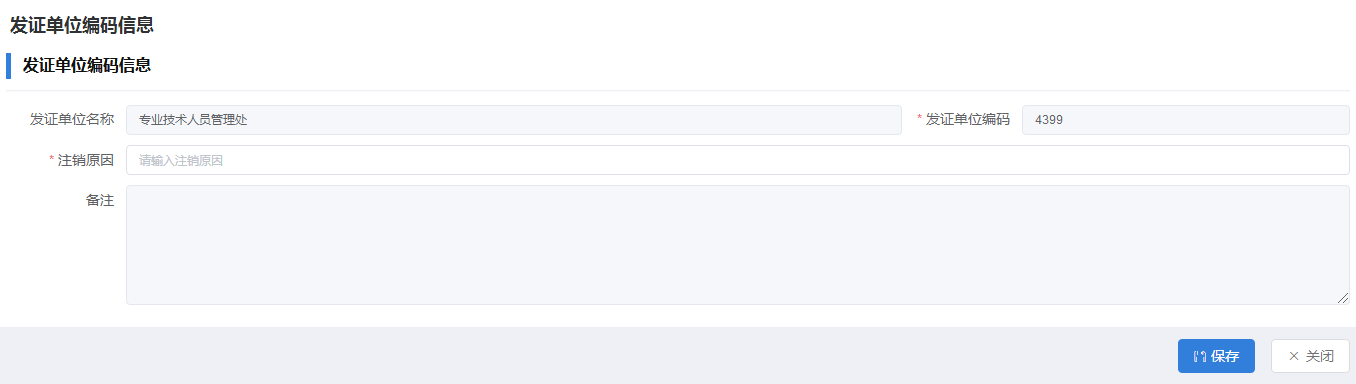 发证单位编码信息
发证单位编码信息
发证单位名称 专业技术人员管理处 * 发证单位编码 4399
* 注销原因 请输入注销原因
备注
保存 关闭